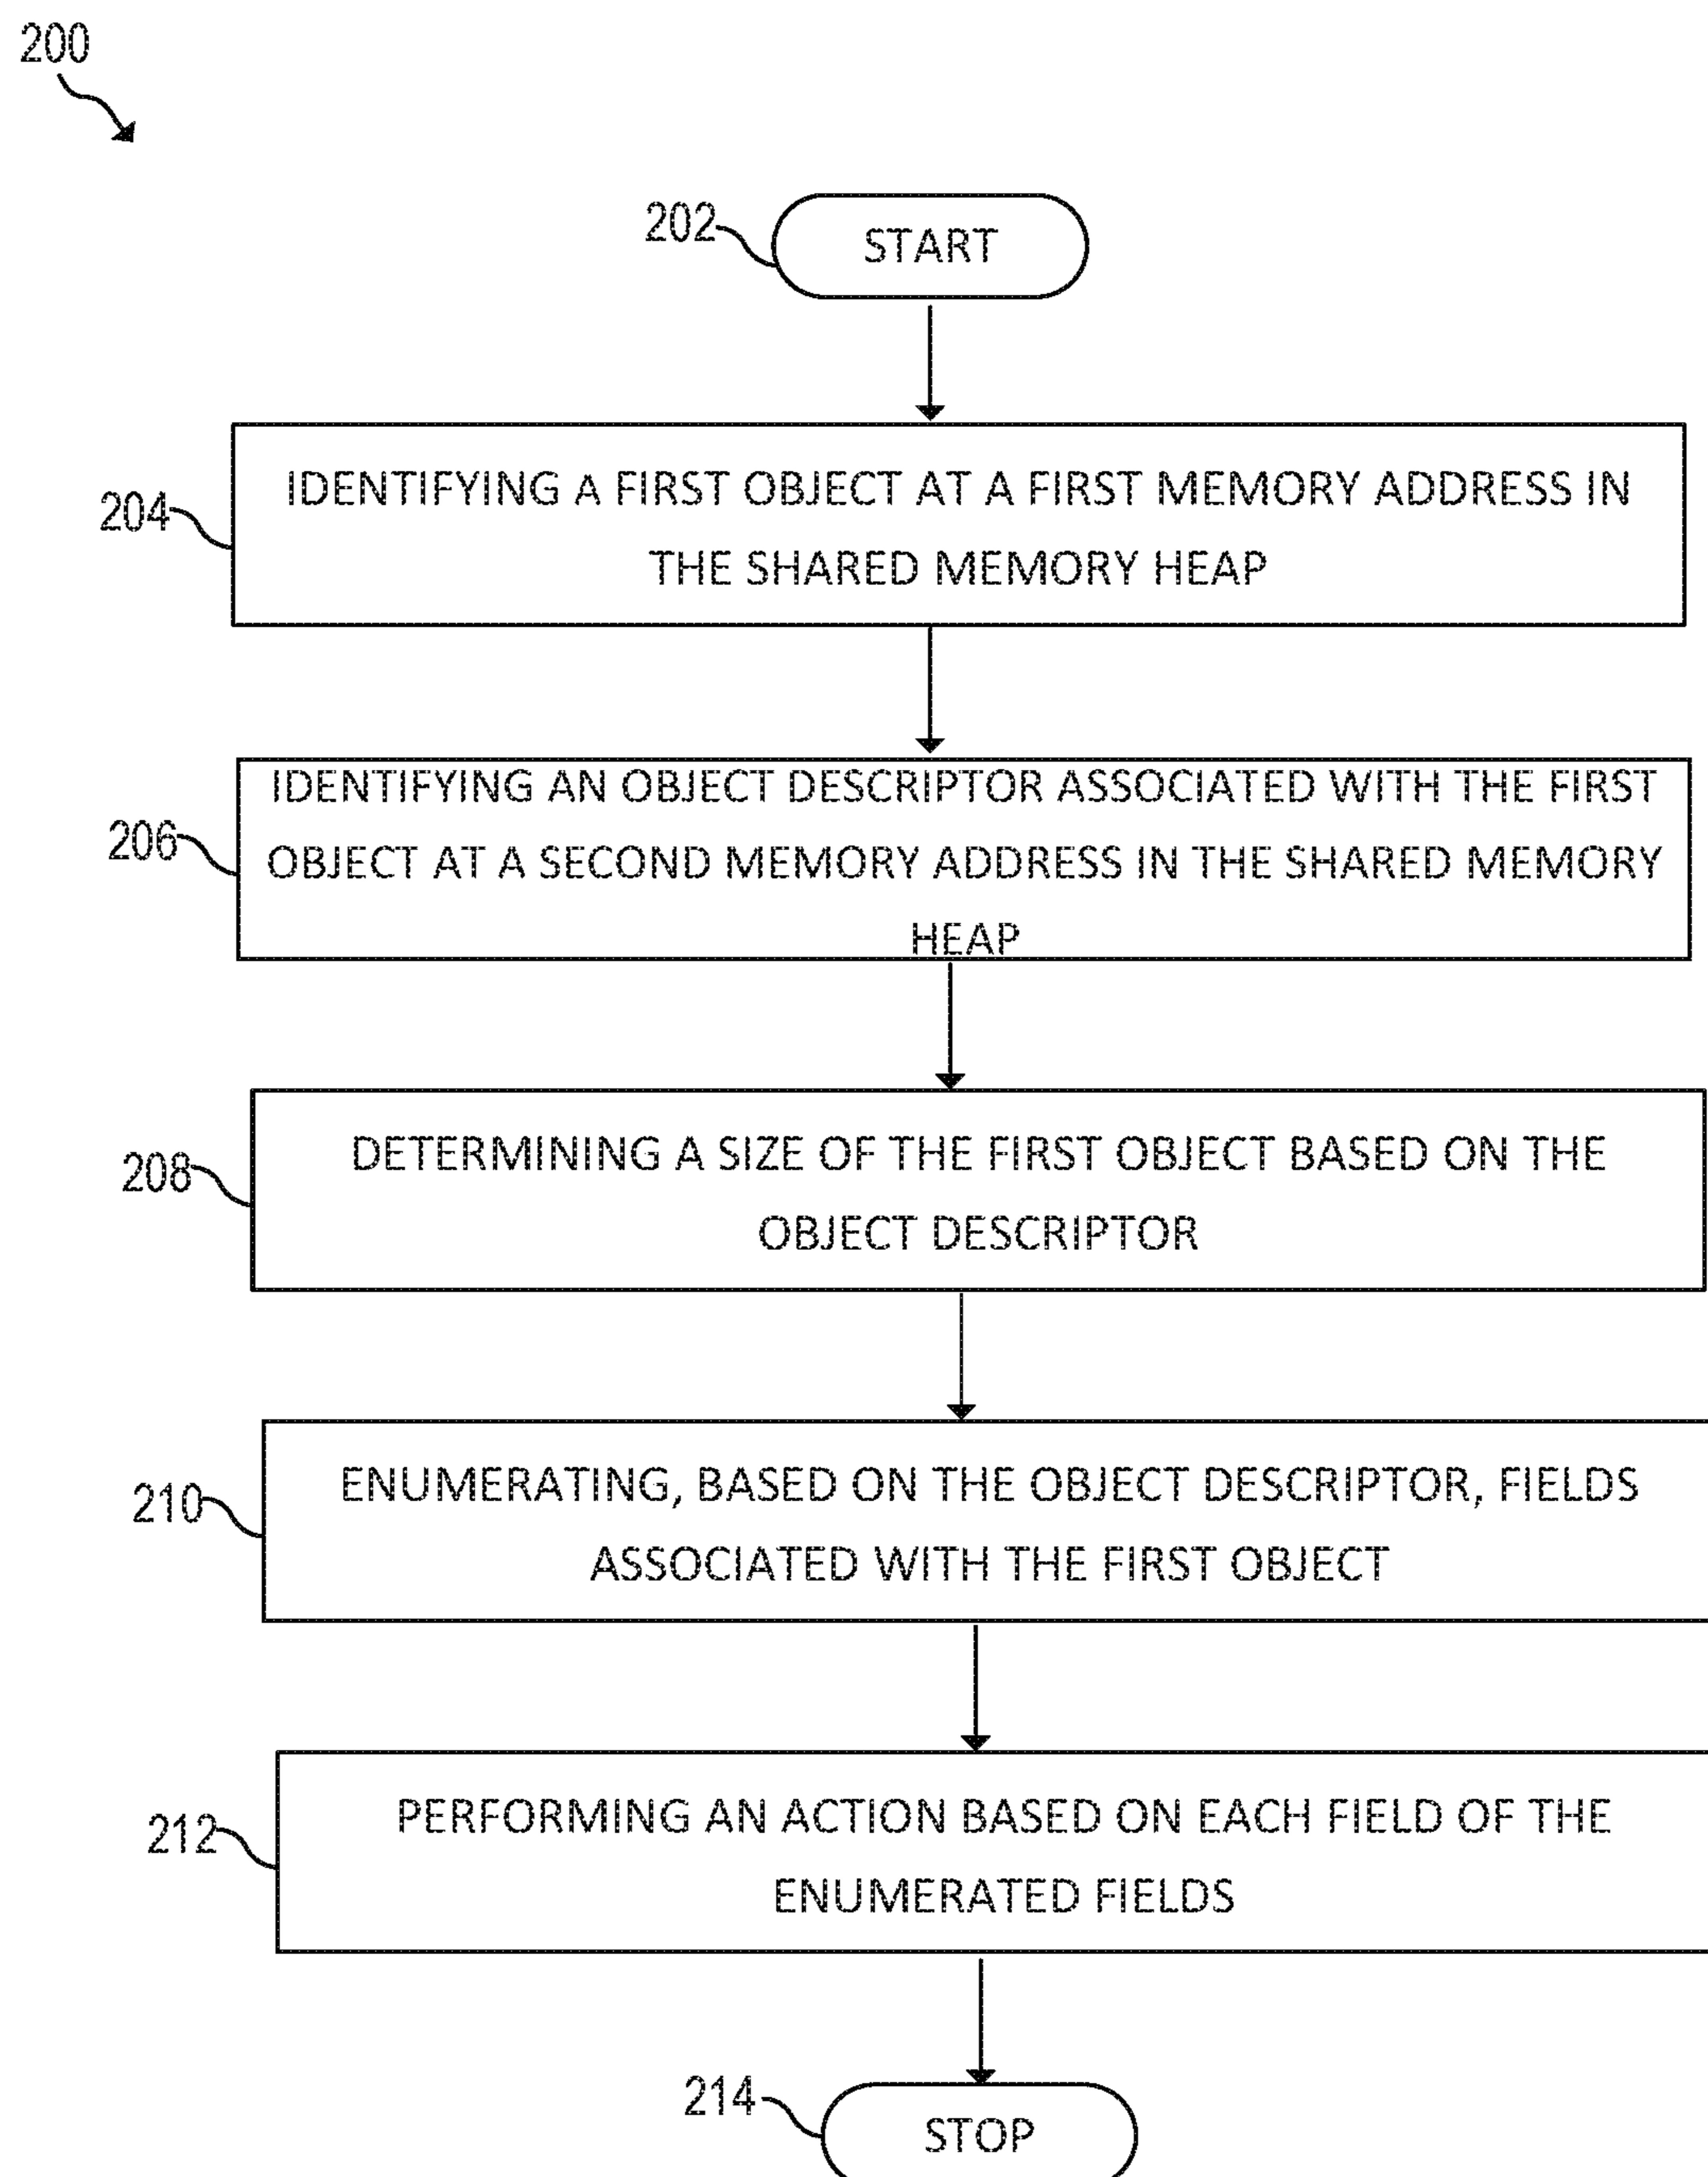 200
202
START
204
IDENTIFYING A FIRST OBJECT AT A FIRST MEMORY ADDRESS IN
THE SHARED MEMORY HEAP
206
IDENTIFYING AN OBJECT DESCRIPTOR ASSOCIATED WITH THE FIRST
OBJECT AT A SECOND MEMORY ADDRESS IN THE SHARED MEMORY
HEAP
208
DETERMINING A SIZE OF THE FIRST OBJECT BASED ON THE
OBJECT DESCRIPTOR
210
ENUMERATING, BASED ON THE OBJECT DESCRIPTOR, FIELDS
ASSOCIATED WITH THE FIRST OBJECT
212
PERFORMING AN ACTION BASED ON EACH FIELD OF THE
ENUMERATED FIELDS
214
STOP